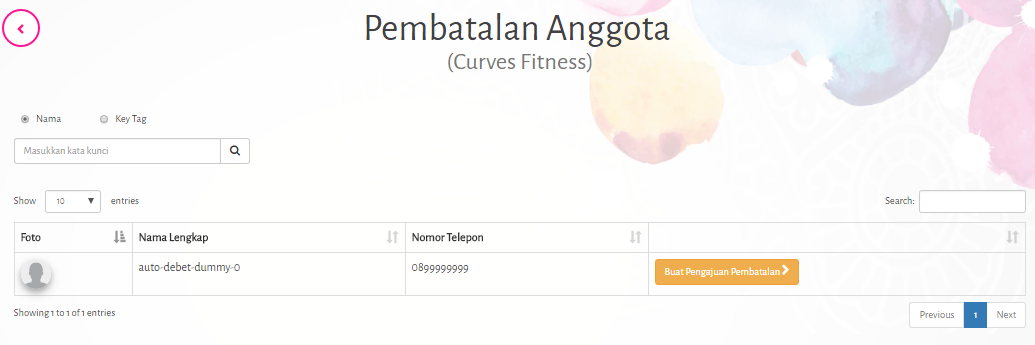 Pembatalan Anggota
(Curves Fitness)
Nama Key Tag
Masukkan kata kunci
Show 10 entries Search:
Foto Nama Lengkap Nomor Telepon
auto-debet-dummy-0 0899999999 Buat Pengajuan Pembatalan
Showing 1 to 1 of 1 entries Previous 1 Next